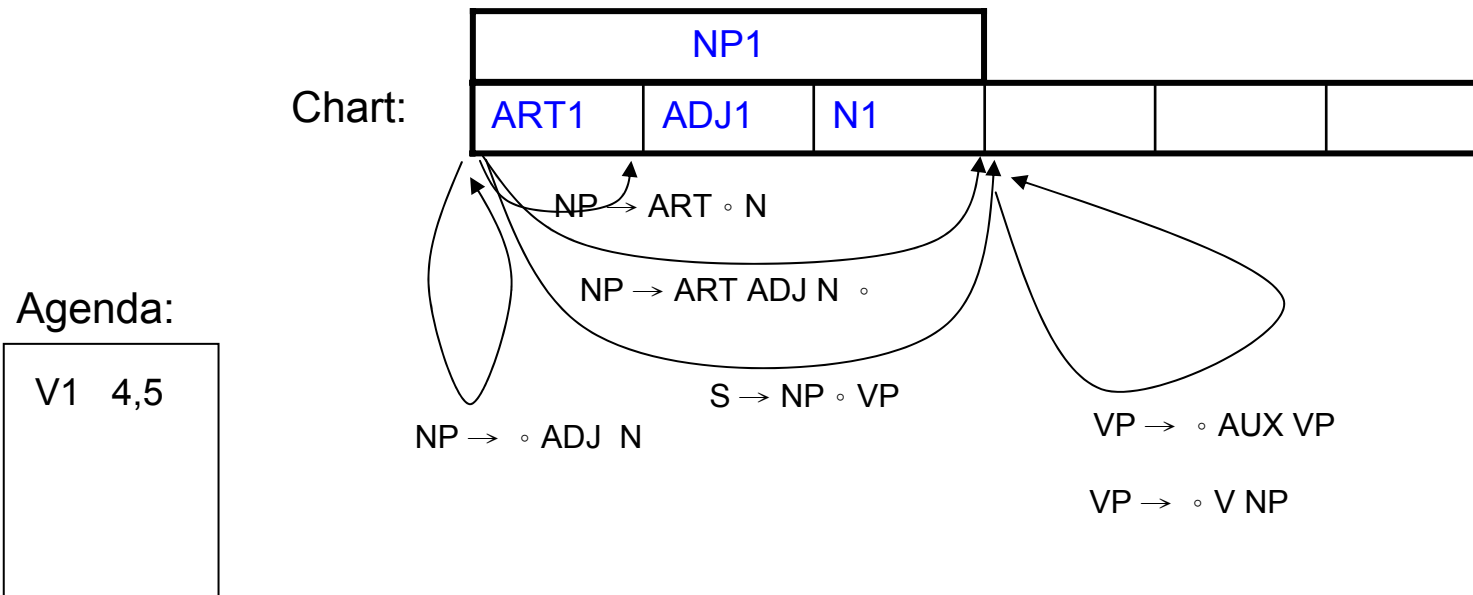 NP1
Chart:
ART1 ADJ1 N1
NP → ART ◦ N
NP → ART ADJ N ◦
Agenda:
V1 4,5
S → NP ◦ VP
NP → ◦ ADJ N
VP → ◦ AUX VP
VP → ◦ V NP